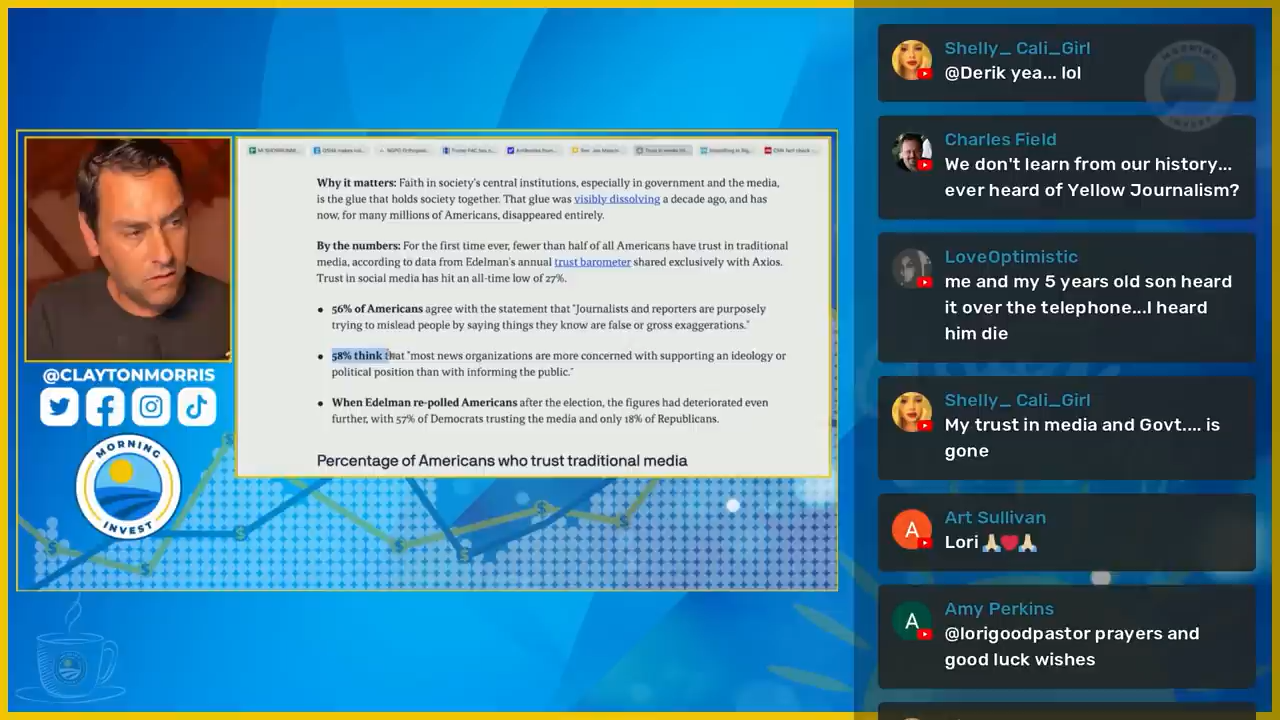 Why it matters: Faith in society's central institutions, especially in government and the media,
is the glue that holds society together. That glue was visibly dissolving a decade ago, and has
now, for many millions of Americans, disappeared entirely.
By the numbers: For the first time ever, fewer than half of all Americans have trust in traditional
media, according to data from Edelman's annual trust barometer shared exclusively with Axios.
Trust in social media has hit an all-time low of 27%.
• 56% of Americans agree with the statement that "Journalists and reporters are purposely
trying to mislead people by saying things they know are false or gross exaggerations."
• 58% think that "most news organizations are more concerned with supporting an ideology or
political position than with informing the public."
• When Edelman re-polled Americans after the election, the figures had deteriorated even
further, with 57% of Democrats trusting the media and only 18% of Republicans.
Percentage of Americans who trust traditional media
@CLAYTONMORRIS
MORNING
INVEST
Shelly_ Cali_Girl
@Derik yea... lol
MORNING
INVEST
Charles Field
We don't learn from our history...
ever heard of Yellow Journalism?
LoveOptimistic
me and my 5 years old son heard
it over the telephone...I heard
him die
Shelly_ Cali_Girl
My trust in media and Govt.... is
gone
A
Art Sullivan
Lori 🙏🏼❤️🙏🏼
A
Amy Perkins
@lorigoodpastor prayers and
good luck wishes